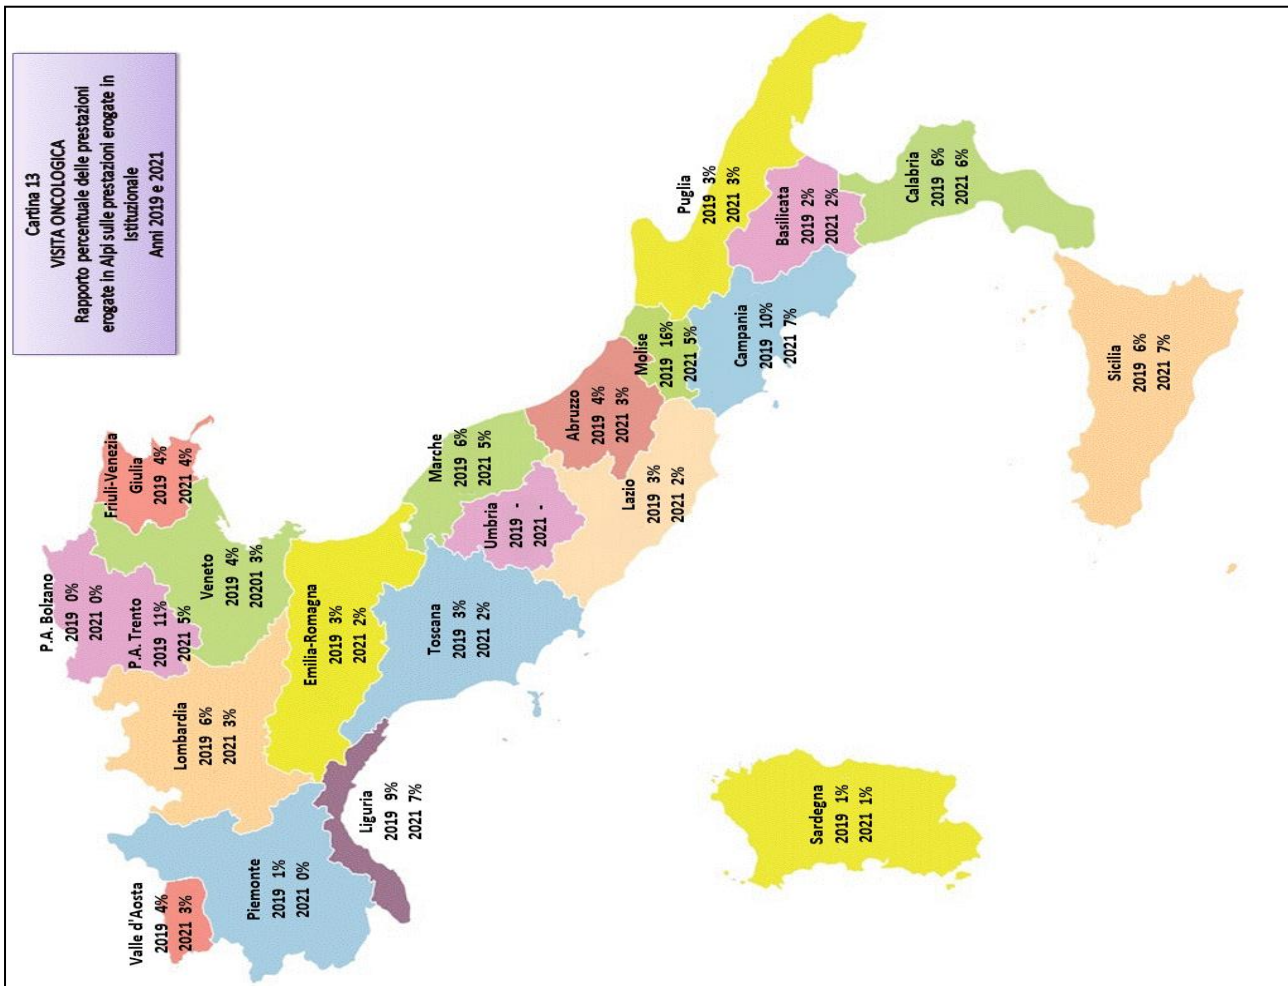 Cartina 13
VISITA ONCOLOGICA
Rapporto percentuale delle prestazioni
erogate in Alpi sulle prestazioni erogate in
Istituzionale
Anni 2019 e 2021
Valle d'Aosta
2019 4%
2021 3%
Piemonte
2019 1%
2021 0%
Liguria
2019 9%
2021 7%
Lombardia
2019 6%
2021 3%
P.A. Bolzano
2019 0%
2021 0%
P.A. Trento
2019 11%
2021 5%
Veneto
2019 4%
20201 3%
Friuli-Venezia
Giulia
2019 4%
2021 4%
Emilia-Romagna
2019 3%
2021 2%
Toscana
2019 3%
2021 2%
Marche
2019 6%
2021 5%
Umbria
2019 -
2021 -
Lazio
2019 3%
2021 2%
Abruzzo
2019 4%
2021 3%
Molise
2019 16%
2021 5%
Campania
2019 10%
2021 7%
Puglia
2019 3%
2021 3%
Basilicata
2019 2%
2021 2%
Calabria
2019 6%
2021 6%
Sicilia
2019 6%
2021 7%
Sardegna
2019 1%
2021 1%